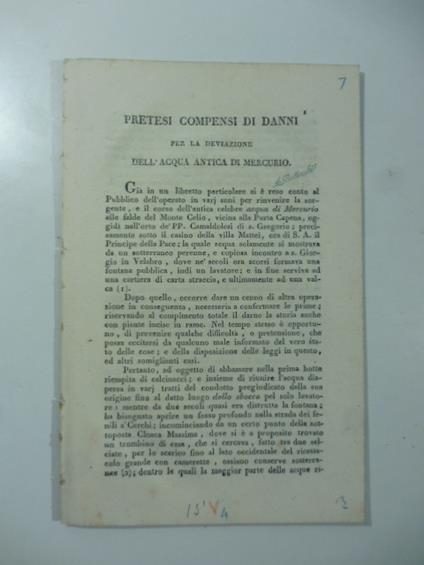 7
PRETESI COMPENSI DI DANNI
PER LA DEVIAZIONE
DELL'ACQUA ANTICA DI MERCURIO.
Già in un libretto particolare si è reso conto al
Pubblico dell'operato in varj anni per rinvenire la sor-
gente, e il corso dell'antica celebre acqua di Mercurio
alle falde del Monte Celio, vicina alla Porta Capena, og-
gidì nell'orto de' PP. Camaldolesi di s. Gregorio; preci-
samente sotto il casino della villa Mattei, ora di S. A. il
Principe della Pace; la quale acqua solamente si mostrava
da un sotterraneo perenne, e copiosa incontro a s. Gior-
gio in Velabro, dove ne' secoli ora scorsi formava una
fontana pubblica, indi un lavatore; e in fine serviva ad
una cartara di carta straccia, e ultimamente ad una val-
ca (1).
Dopo quello, occorre dare un cenno di altra opera-
zione in conseguenza, necessaria a confermare le prime;
riservando al compimento totale il darne la storia anche
con piante incise in rame. Nel tempo stesso è opportu-
no, di prevenire qualche difficoltà, o pretensione, che
possa eccitarsi da qualcuno male informato del vero sta-
to delle cose; e della disposizione delle leggi in questo,
ed altri somiglianti casi.
Pertanto, ad oggetto di abbassare nella prima botte
riempita di calcinacci; e insieme di riunire l'acqua di-
spersa in varj tratti del condotto pregiudicato dalla sua
origine fino al detto luogo dello sbocco pel solo lavato-
re; mentre da due secoli quasi era distrutta la fontana;
ha bisognato aprire un fosso profondo nella strada dei fe-
nili a' Cerchi; incominciando da un certo punto della sot-
toposta Cloaca Massima, dove si è a proposito trovato
un trombino di essa, che si cercava, fatto tra due sel-
ciate, per lo scarico fino al lato occidentale del ricetta-
colo grande con camerette, ossiano conserve sotterra-
nee (2); dentro le quali la maggior parte delle acque ri-